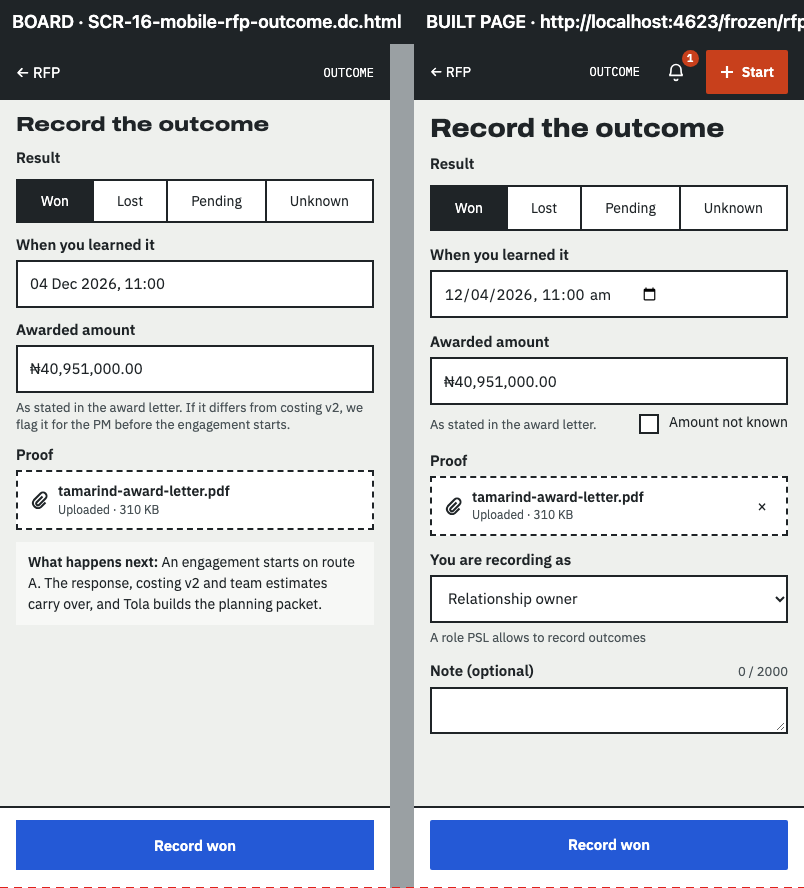 BOARD · SCR-16-mobile-rfp-outcome.dc.html
← RFP
OUTCOME
Record the outcome
Result
Won
Lost
Pending
Unknown
When you learned it
04 Dec 2026, 11:00
Awarded amount
₦40,951,000.00
As stated in the award letter. If it differs from costing v2, we
flag it for the PM before the engagement starts.
Proof
tamarind-award-letter.pdf
Uploaded · 310 KB
What happens next: An engagement starts on route
A. The response, costing v2 and team estimates
carry over, and Tola builds the planning packet.
Record won
BUILT PAGE · http://localhost:4623/frozen/rfp
← RFP
OUTCOME
1
+ Start
Record the outcome
Result
Won
Lost
Pending
Unknown
When you learned it
12/04/2026, 11:00 am
Awarded amount
₦40,951,000.00
As stated in the award letter.
Amount not known
Proof
tamarind-award-letter.pdf
Uploaded · 310 KB
×
You are recording as
Relationship owner
A role PSL allows to record outcomes
Note (optional)
0 / 2000
Record won